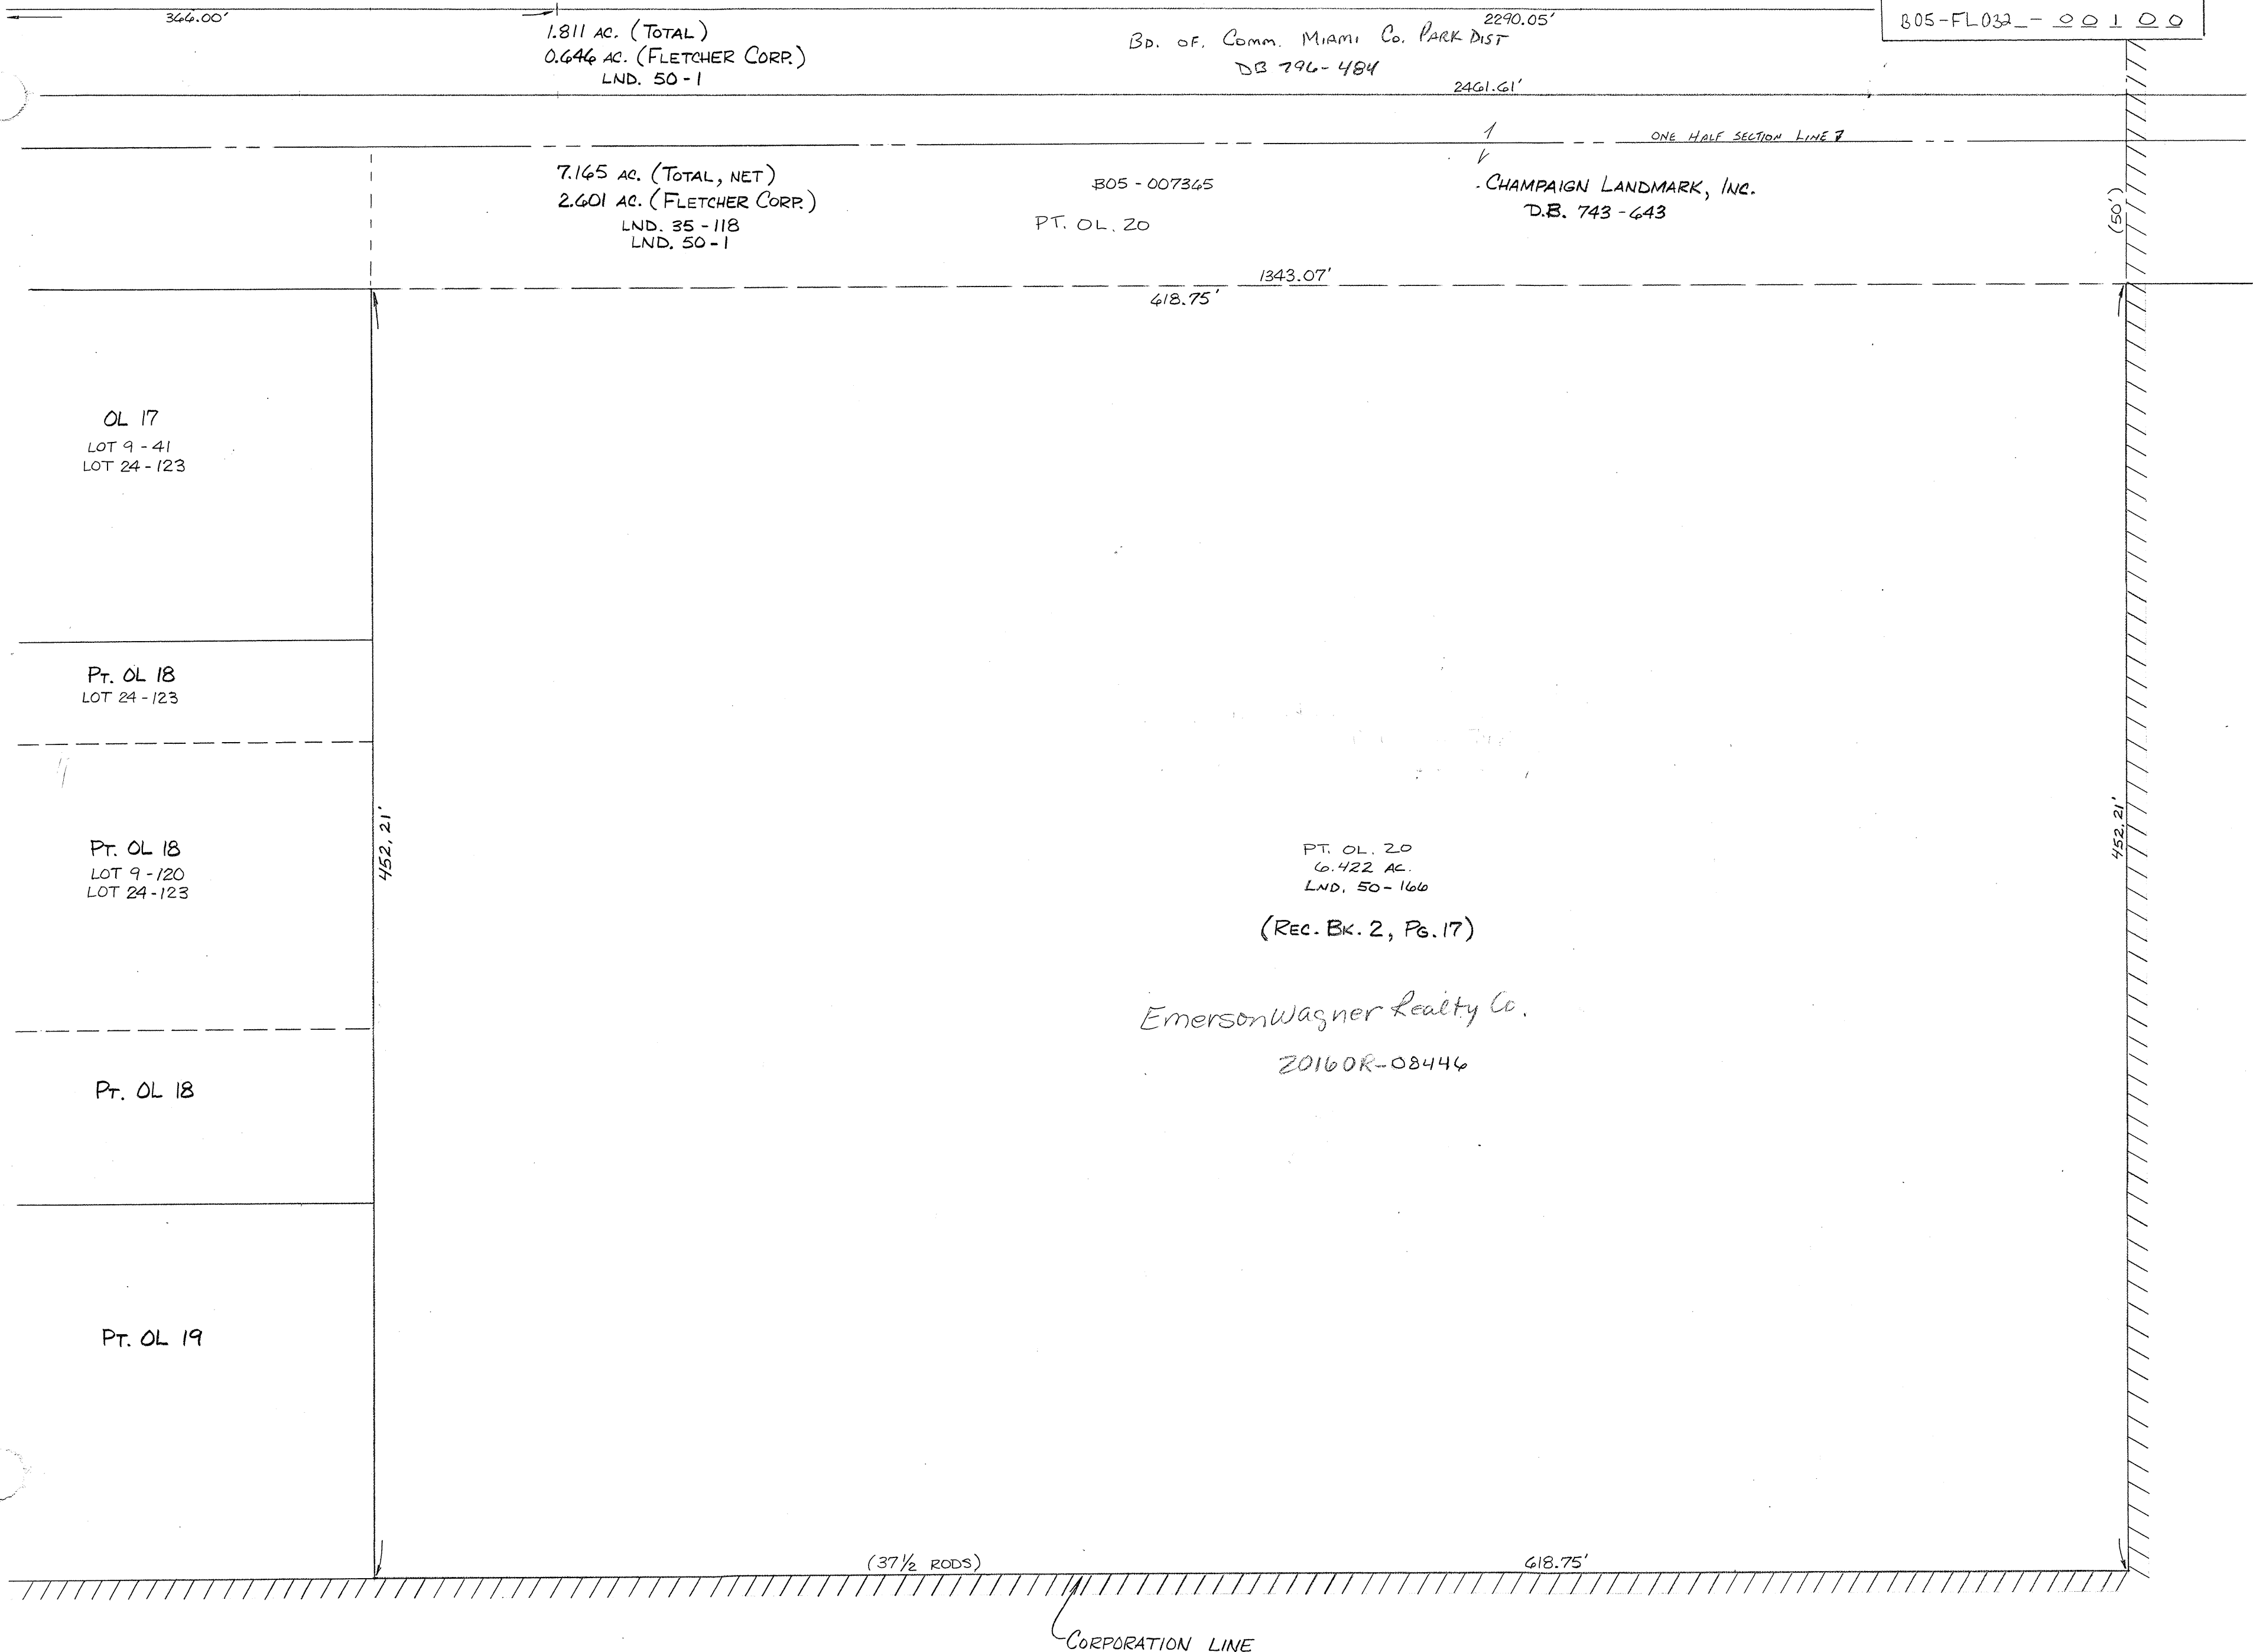 366.00'
1.811 AC. (TOTAL)
0.646 AC. (FLETCHER CORP.)
LND. 50-1
2290.05'
BD. OF. COMM. MIAMI CO. PARK DIST
DB 796-484
B05-FL032_-00100
2461.61'
ONE HALF SECTION LINE
7.165 AC. (TOTAL, NET)
2.601 AC. (FLETCHER CORP.)
LND. 35-118
LND. 50-1
B05-007365
PT. OL. 20
CHAMPAIGN LANDMARK, INC.
D.B. 743-643
(50')
1343.07'
618.75'
OL 17
LOT 9-41
LOT 24-123
PT. OL 18
LOT 24-123
PT. OL 18
LOT 9-120
LOT 24-123
452.21'
PT. OL. 20
6.422 AC.
LND. 50-166
(REC. BK. 2, PG. 17)
Emerson Wagner Realty Co.
2016OR-08446
452.21'
PT. OL 18
PT. OL 19
(37½ RODS)
618.75'
CORPORATION LINE